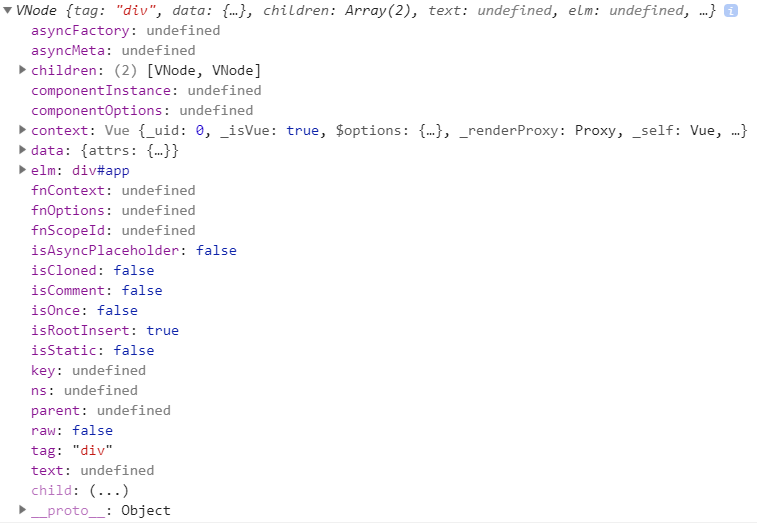 VNode {tag: "div", data: {…}, children: Array(2), text: undefined, elm: undefined, …} i
asyncFactory: undefined
asyncMeta: undefined
children: (2) [VNode, VNode]
componentInstance: undefined
componentOptions: undefined
context: Vue {_uid: 0, _isVue: true, $options: {…}, _renderProxy: Proxy, _self: Vue, …}
data: {attrs: {…}}
elm: div#app
fnContext: undefined
fnOptions: undefined
fnScopeId: undefined
isAsyncPlaceholder: false
isCloned: false
isComment: false
isOnce: false
isRootInsert: true
isStatic: false
key: undefined
ns: undefined
parent: undefined
raw: false
tag: "div"
text: undefined
child: (...)
__proto__: Object